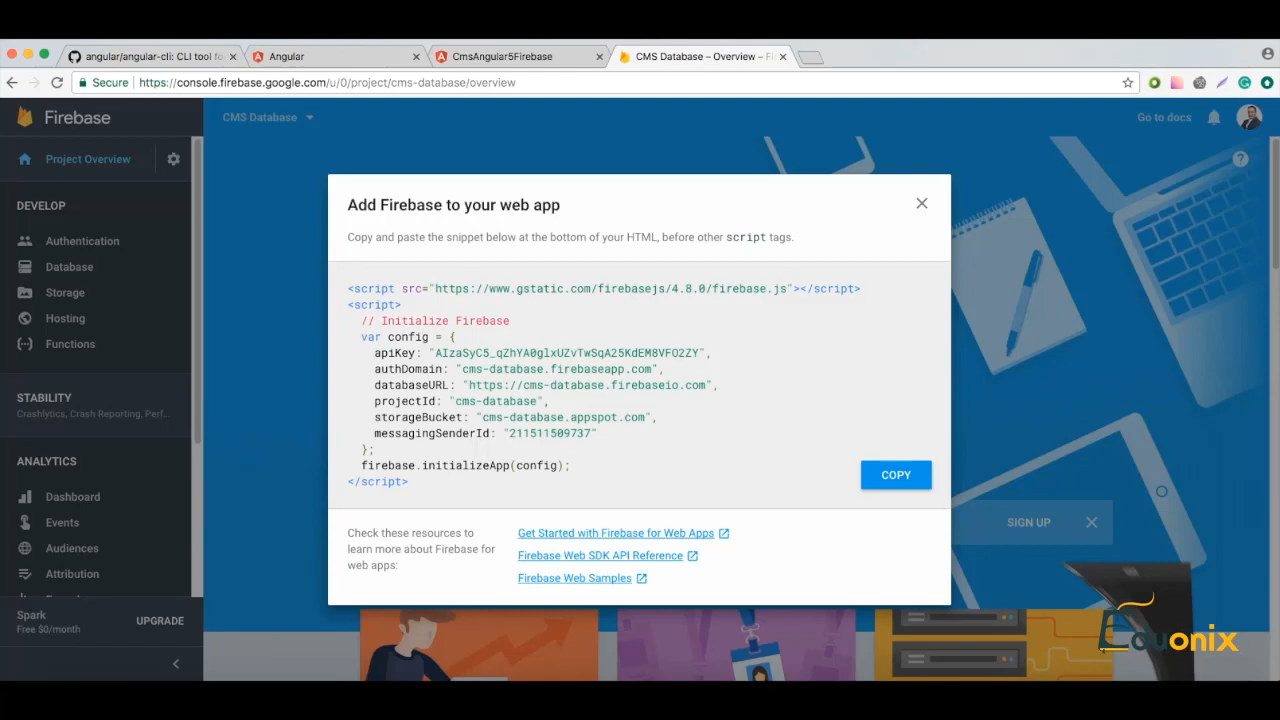 angular/angular-cli: CLI tool fo
Angular
CmsAngular5Firebase
CMS Database – Overview – Fi
Secure
https://console.firebase.google.com/u/0/project/cms-database/overview
Firebase
CMS Database
Go to docs
Project Overview
DEVELOP
Authentication
Database
Storage
Hosting
Functions
STABILITY
Crashlytics, Crash Reporting, Perf...
ANALYTICS
Dashboard
Events
Audiences
Attribution
Spark
Free $0/month
UPGRADE
Add Firebase to your web app
Copy and paste the snippet below at the bottom of your HTML, before other script tags.
<script src="https://www.gstatic.com/firebasejs/4.8.0/firebase.js"></script>
<script>
// Initialize Firebase
var config = {
apiKey: "AIzaSyC5_qZhYA0glxUZvTwSqA25KdEM8VFO2ZY",
authDomain: "cms-database.firebaseapp.com",
databaseURL: "https://cms-database.firebaseio.com",
projectId: "cms-database",
storageBucket: "cms-database.appspot.com",
messagingSenderId: "211511509737"
};
firebase.initializeApp(config);
</script>
COPY
Check these resources to
learn more about Firebase for
web apps:
Get Started with Firebase for Web Apps
Firebase Web SDK API Reference
Firebase Web Samples
SIGN UP
Eduonix